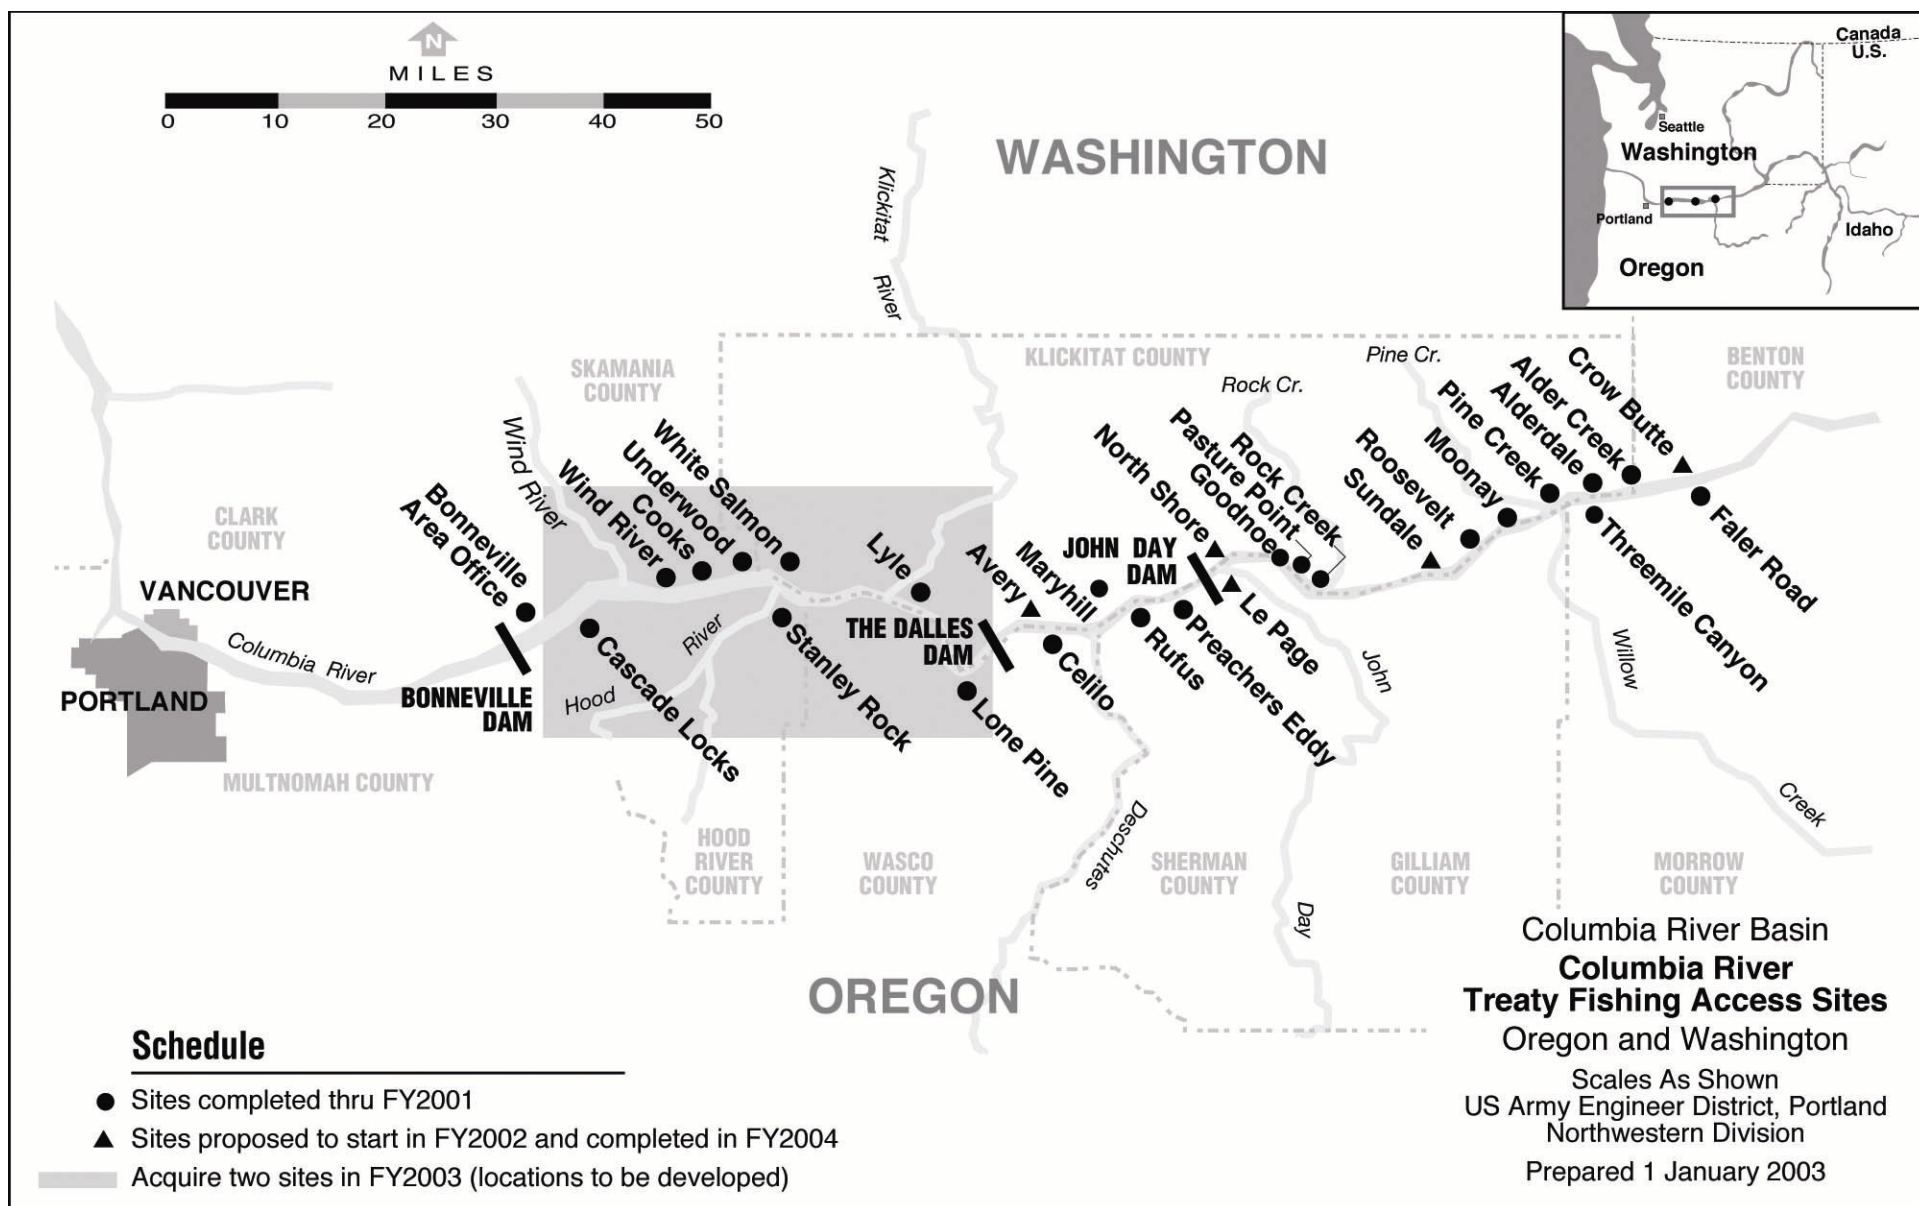 N
MILES
0 10 20 30 40 50
WASHINGTON
OREGON
Canada
U.S.
Seattle
Washington
Portland
Idaho
Oregon
Klickitat
River
SKAMANIA
COUNTY
KLICKITAT COUNTY
BENTON
COUNTY
CLARK
COUNTY
MULTNOMAH COUNTY
HOOD
RIVER
COUNTY
WASCO
COUNTY
SHERMAN
COUNTY
GILLIAM
COUNTY
MORROW
COUNTY
VANCOUVER
PORTLAND
Columbia River
Wind River
Hood
River
Rock Cr.
Pine Cr.
Deschutes
John
Day
Willow
Creek
BONNEVILLE
DAM
THE DALLES
DAM
JOHN DAY
DAM
Bonneville
Area Office
Cascade Locks
Wind River
Cooks
Underwood
White Salmon
Stanley Rock
Lyle
Lone Pine
Avery
Celilo
Maryhill
Rufus
Preachers Eddy
North Shore
Le Page
Goodnoe
Pasture Point
Rock Creek
Sundale
Roosevelt
Moonay
Pine Creek
Alderdale
Alder Creek
Crow Butte
Threemile Canyon
Faler Road
Schedule
Sites completed thru FY2001
Sites proposed to start in FY2002 and completed in FY2004
Acquire two sites in FY2003 (locations to be developed)
Columbia River Basin
Columbia River
Treaty Fishing Access Sites
Oregon and Washington
Scales As Shown
US Army Engineer District, Portland
Northwestern Division
Prepared 1 January 2003